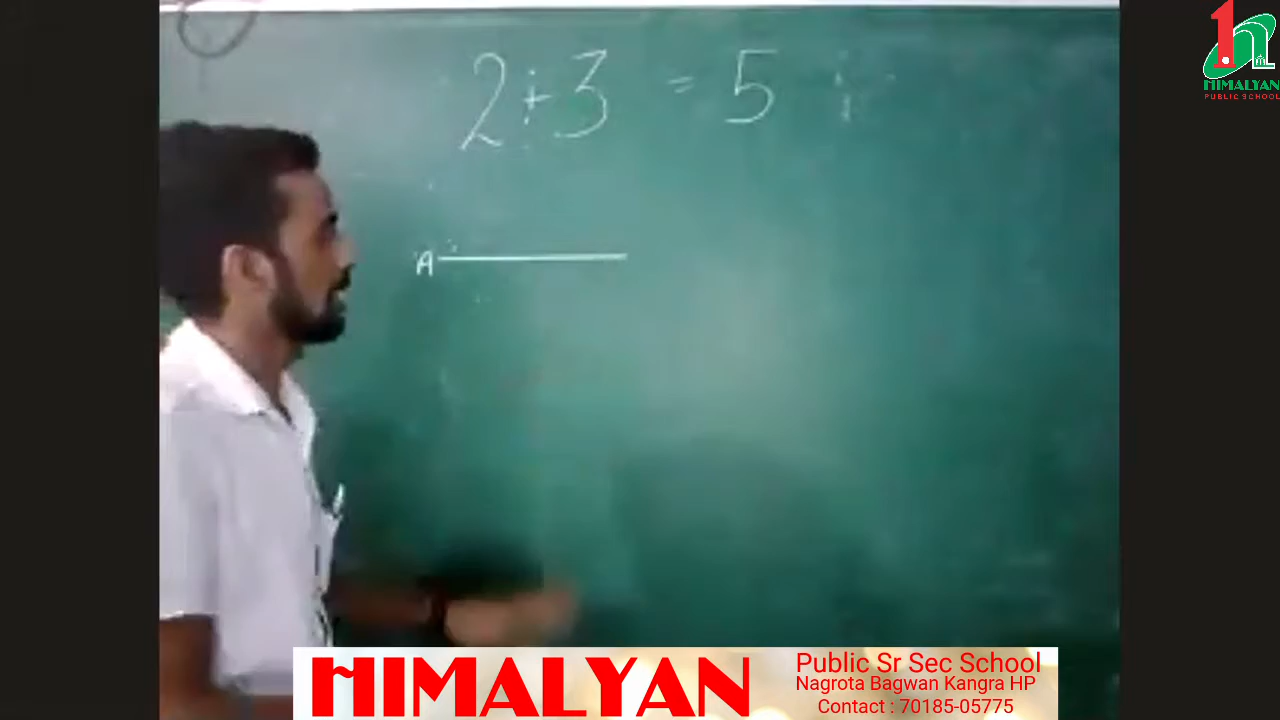 2 + 3 = 5
A
HIMALYAN
PUBLIC SCHOOL
HIMALYAN
Public Sr Sec School
Nagrota Bagwan Kangra HP
Contact : 70185-05775